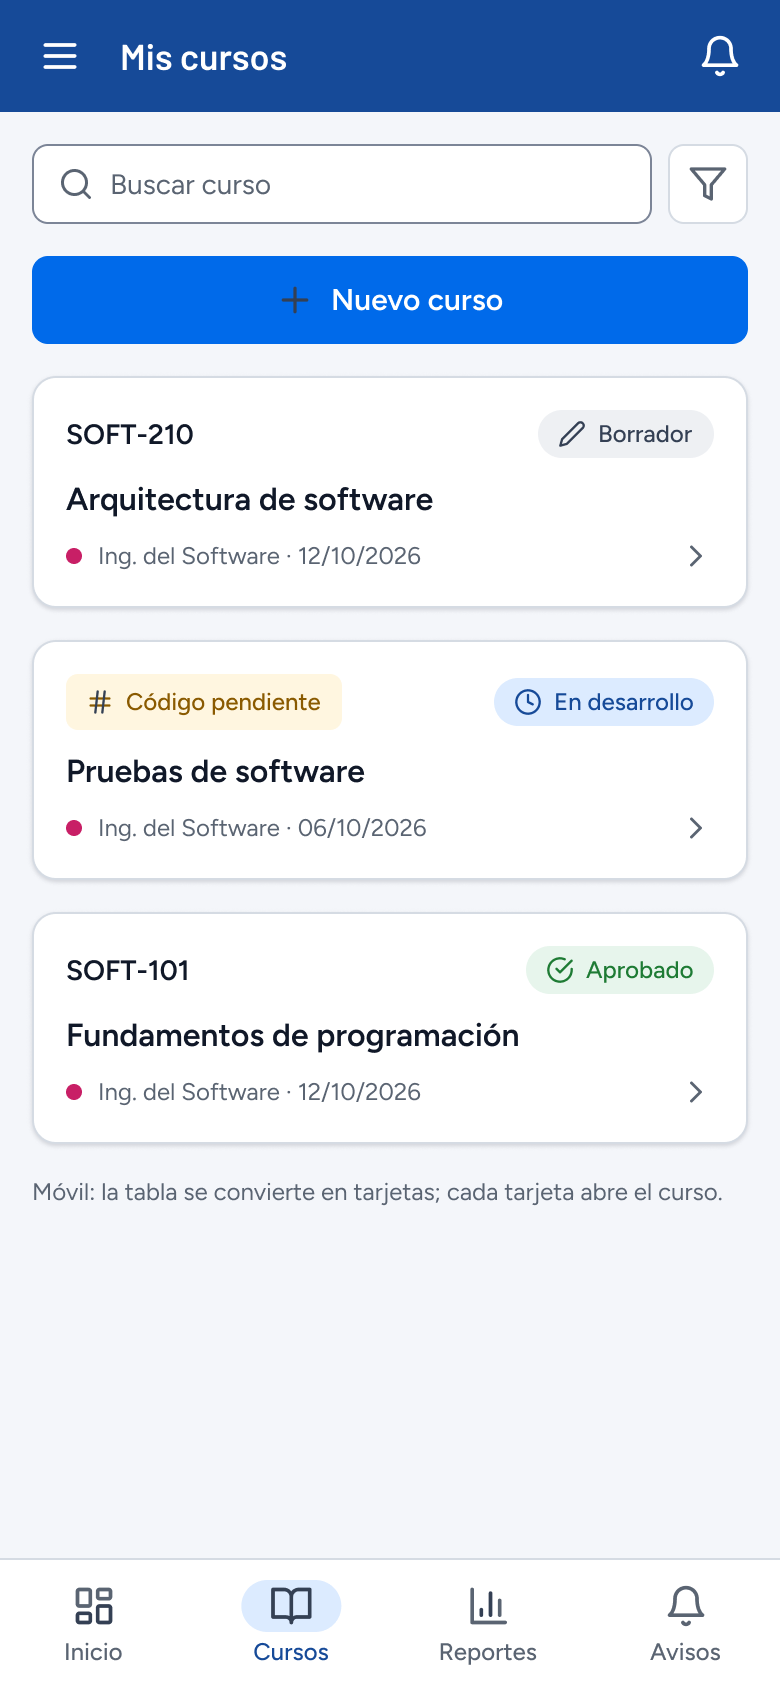 Mis cursos
Buscar curso
Nuevo curso
SOFT-210
Borrador
Arquitectura de software
Ing. del Software · 12/10/2026
# Código pendiente
En desarrollo
Pruebas de software
Ing. del Software · 06/10/2026
SOFT-101
Aprobado
Fundamentos de programación
Ing. del Software · 12/10/2026
Móvil: la tabla se convierte en tarjetas; cada tarjeta abre el curso.
Inicio
Cursos
Reportes
Avisos